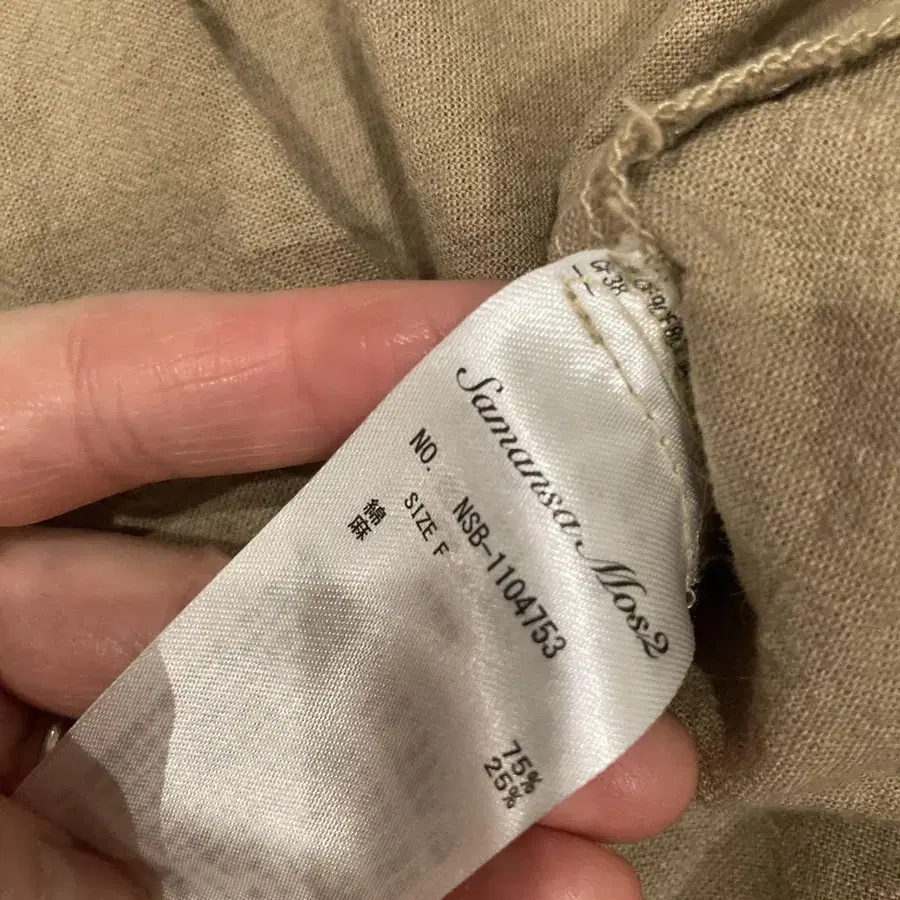 Samansa Mos2
NO. NSB-1104753
SIZE F
綿 75%
麻 25%